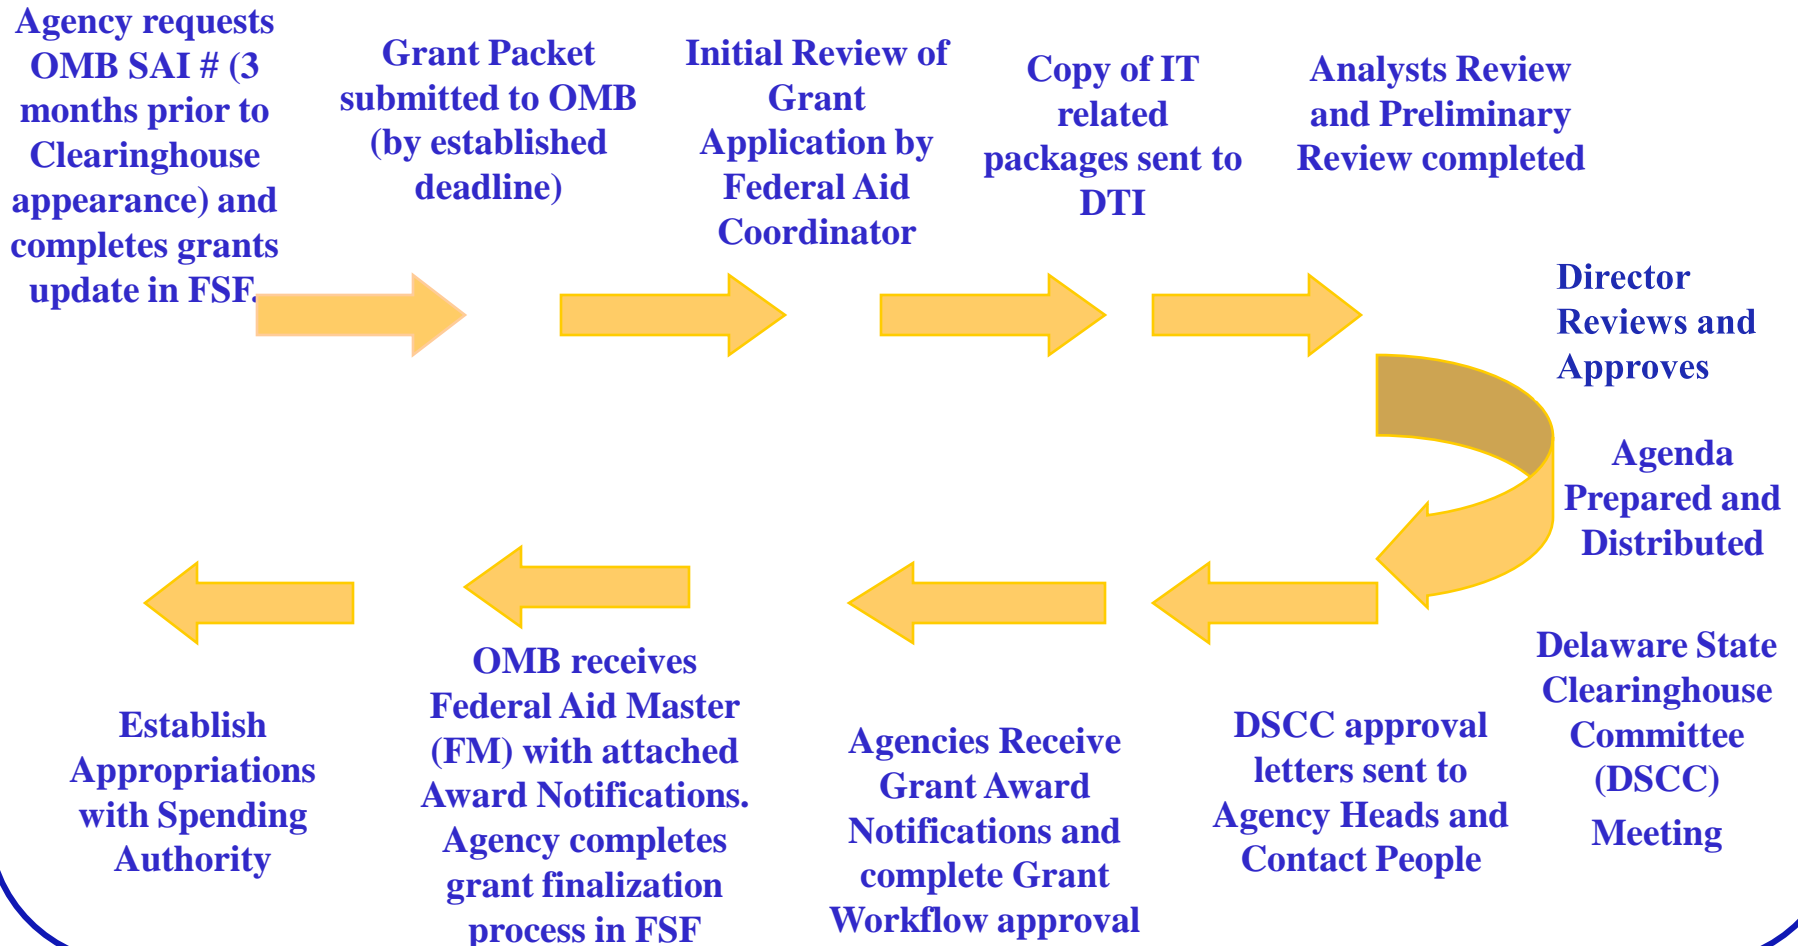 Agency requests
OMB SAI # (3
months prior to
Clearinghouse
appearance) and
completes grants
update in FSF.
Grant Packet
submitted to OMB
(by established
deadline)
Initial Review of
Grant
Application by
Federal Aid
Coordinator
Copy of IT
related
packages sent to
DTI
Analysts Review
and Preliminary
Review completed
Director
Reviews and
Approves
Agenda
Prepared and
Distributed
Delaware State
Clearinghouse
Committee
(DSCC)
Meeting
DSCC approval
letters sent to
Agency Heads and
Contact People
Agencies Receive
Grant Award
Notifications and
complete Grant
Workflow approval
OMB receives
Federal Aid Master
(FM) with attached
Award Notifications.
Agency completes
grant finalization
process in FSF
Establish
Appropriations
with Spending
Authority